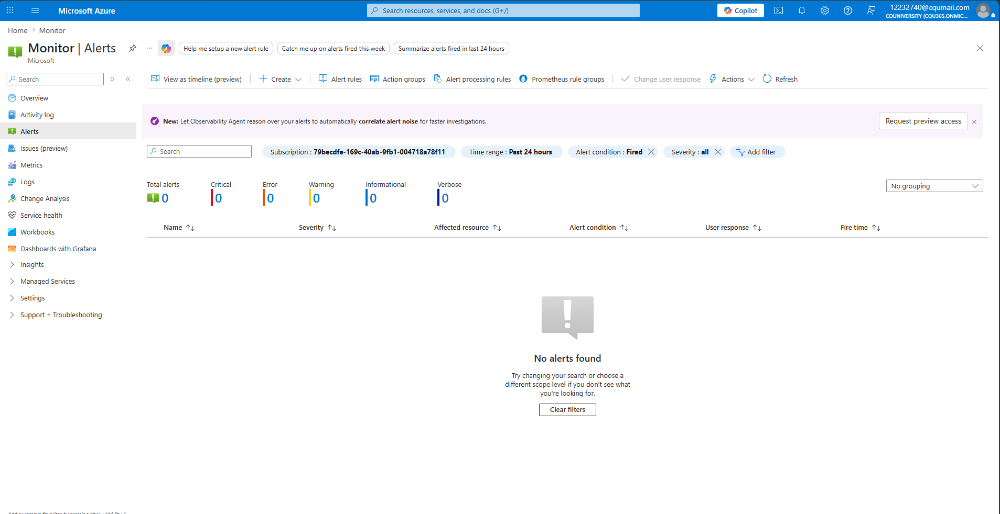 Microsoft Azure
Search resources, services, and docs (G+/)
Copilot
12232740@cqumail.com
CQUNIVERSITY (CQU365.ONMIC...
Home > Monitor
Monitor | Alerts
Microsoft
Help me setup a new alert rule
Catch me up on alerts fired this week
Summarize alerts fired in last 24 hours
Search
View as timeline (preview)
Create
Alert rules
Action groups
Alert processing rules
Prometheus rule groups
Change user response
Actions
Refresh
Overview
Activity log
Alerts
Issues (preview)
Metrics
Logs
Change Analysis
Service health
Workbooks
Dashboards with Grafana
Insights
Managed Services
Settings
Support + Troubleshooting
New: Let Observability Agent reason over your alerts to automatically correlate alert noise for faster investigations.
Request preview access
Search
Subscription : 79becdfe-169c-40ab-9fb1-004718a78f11
Time range : Past 24 hours
Alert condition : Fired
Severity : all
Add filter
Total alerts
0
Critical
0
Error
0
Warning
0
Informational
0
Verbose
0
No grouping
Name
Severity
Affected resource
Alert condition
User response
Fire time
No alerts found
Try changing your search or choose a
different scope level if you don't see what
you're looking for.
Clear filters